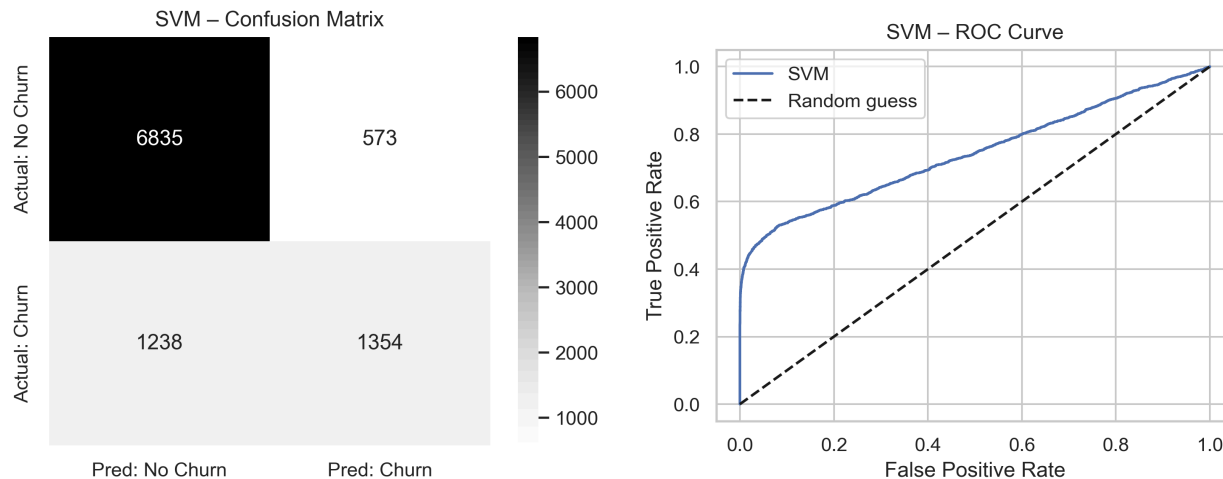 SVM – Confusion Matrix
Actual: No Churn
6835
573
Actual: Churn
1238
1354
Pred: No Churn
Pred: Churn
6000
5000
4000
3000
2000
1000
SVM – ROC Curve
SVM
Random guess
True Positive Rate
1.0
0.8
0.6
0.4
0.2
0.0
0.0
0.2
0.4
0.6
0.8
1.0
False Positive Rate